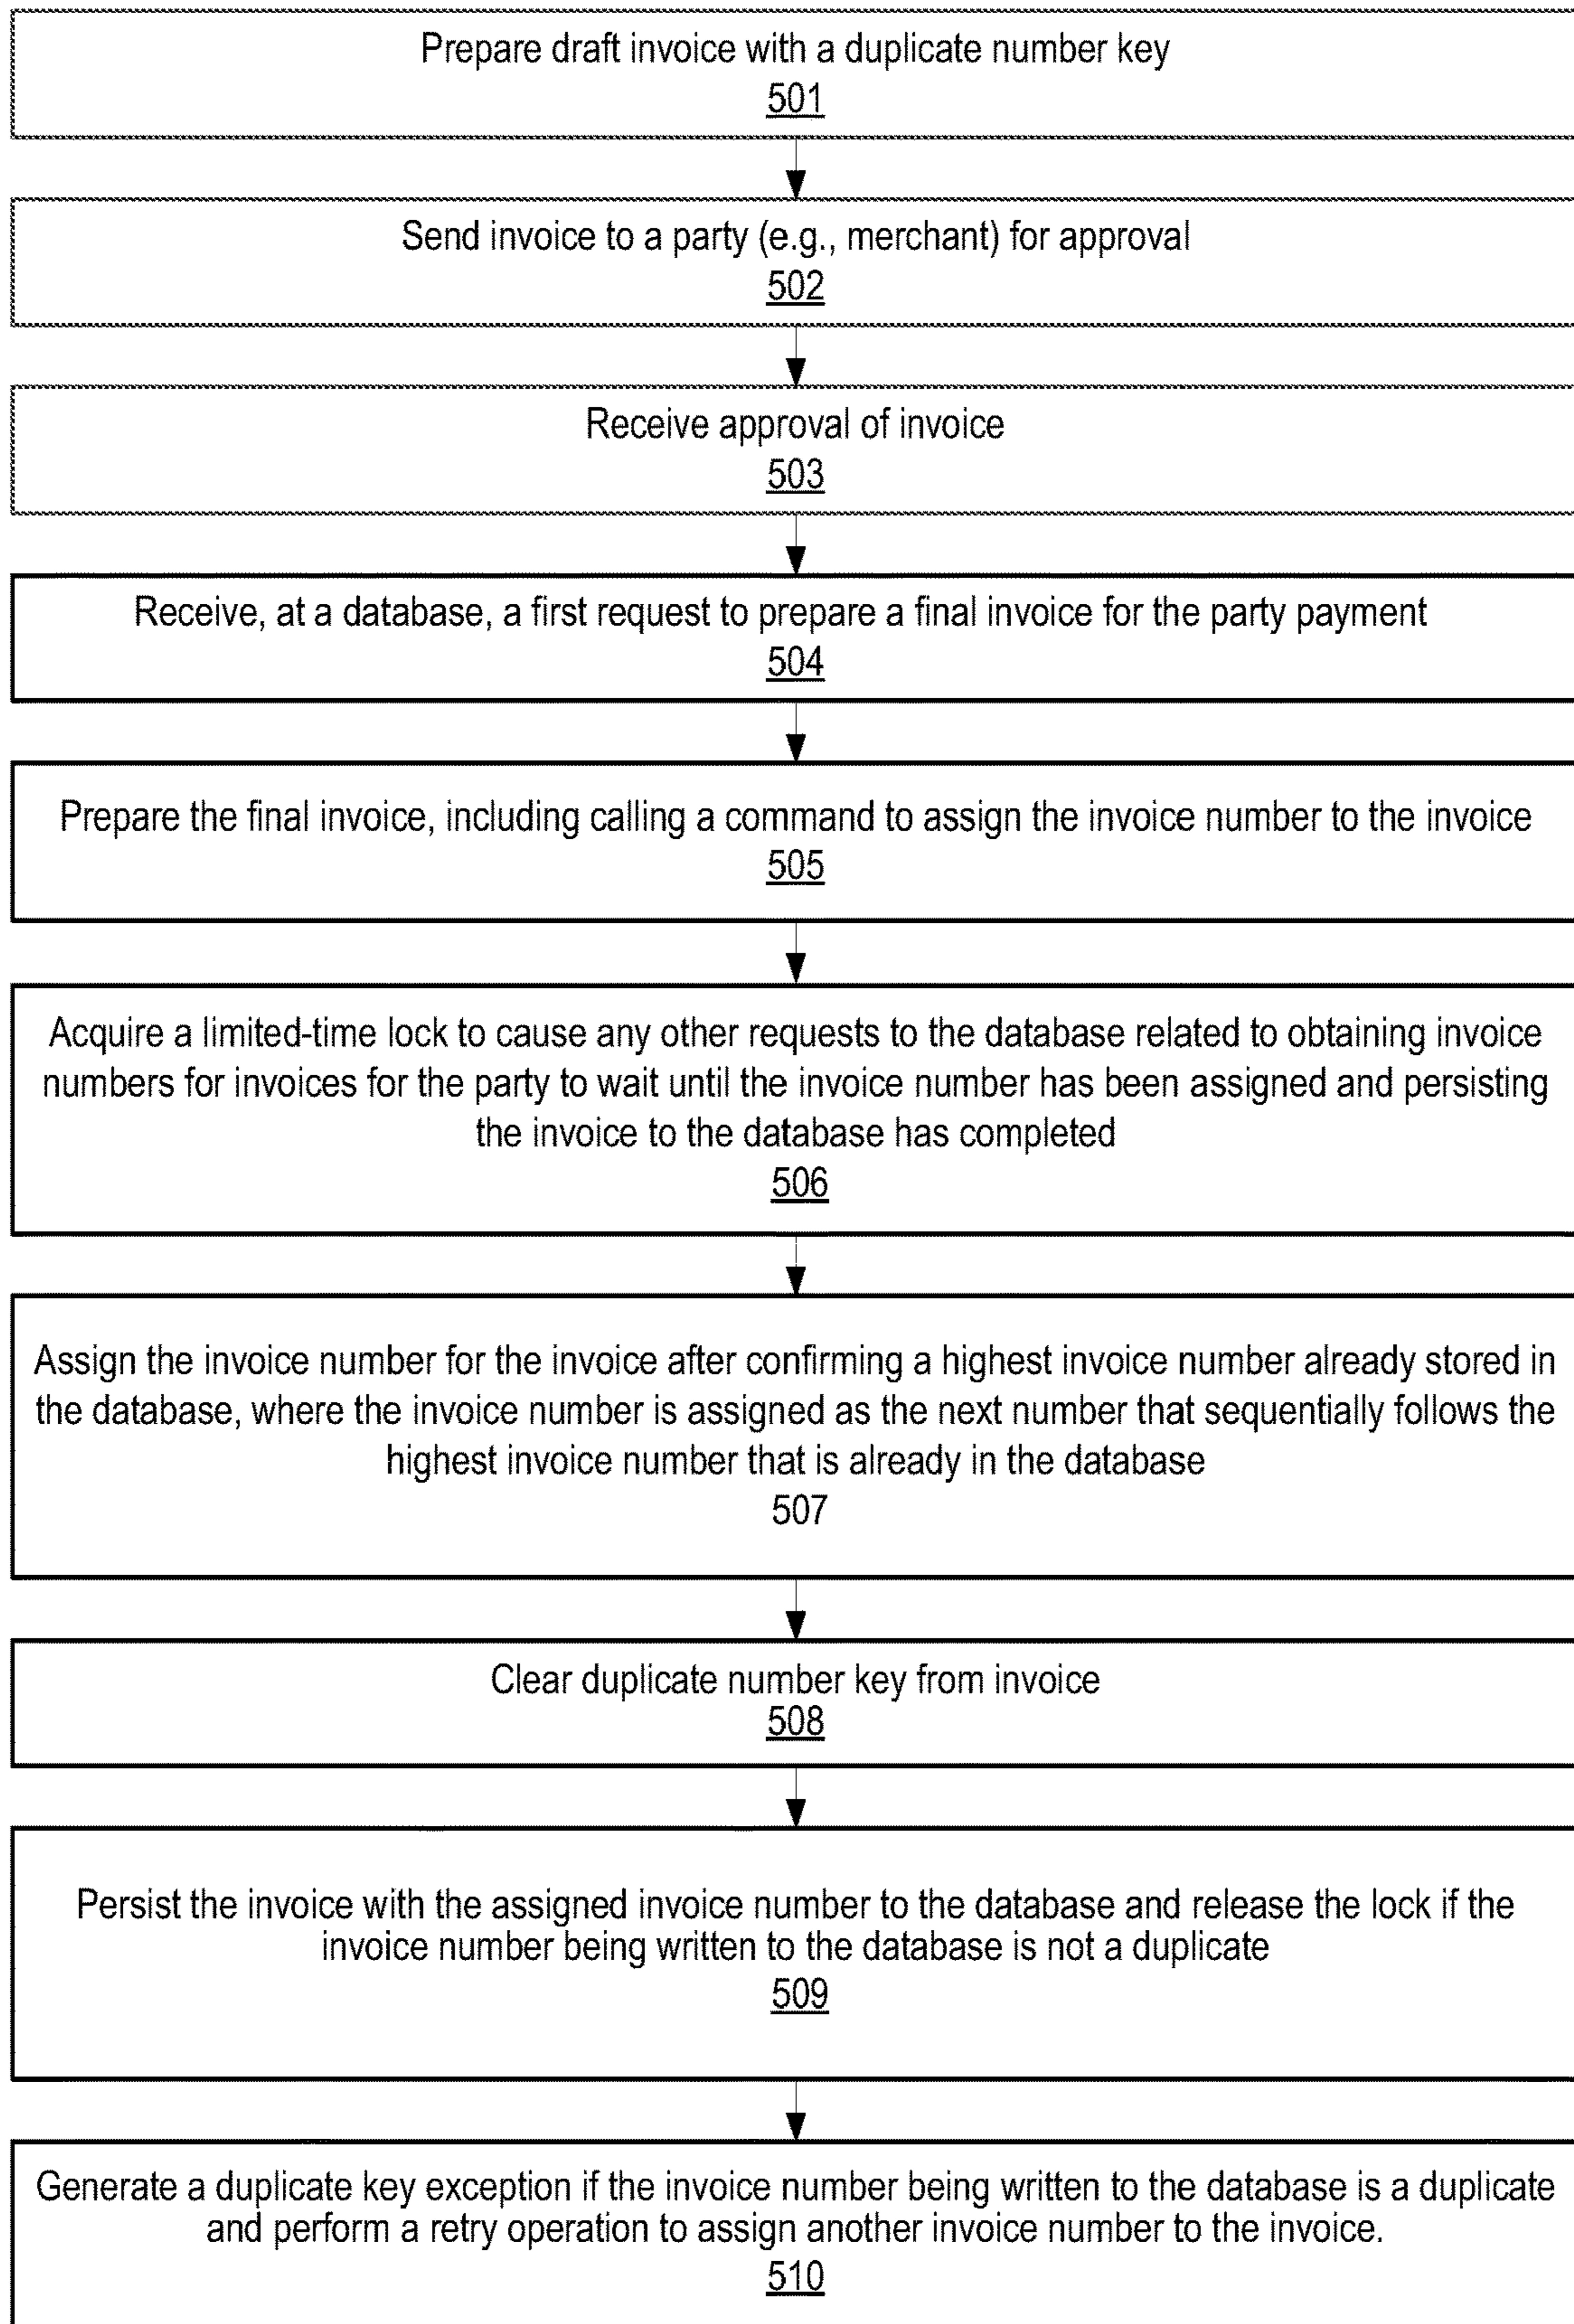 Prepare draft invoice with a duplicate number key
501
Send invoice to a party (e.g., merchant) for approval
502
Receive approval of invoice
503
Receive, at a database, a first request to prepare a final invoice for the party payment
504
Prepare the final invoice, including calling a command to assign the invoice number to the invoice
505
Acquire a limited-time lock to cause any other requests to the database related to obtaining invoice
numbers for invoices for the party to wait until the invoice number has been assigned and persisting
the invoice to the database has completed
506
Assign the invoice number for the invoice after confirming a highest invoice number already stored in
the database, where the invoice number is assigned as the next number that sequentially follows the
highest invoice number that is already in the database
507
Clear duplicate number key from invoice
508
Persist the invoice with the assigned invoice number to the database and release the lock if the
invoice number being written to the database is not a duplicate
509
Generate a duplicate key exception if the invoice number being written to the database is a duplicate
and perform a retry operation to assign another invoice number to the invoice.
510